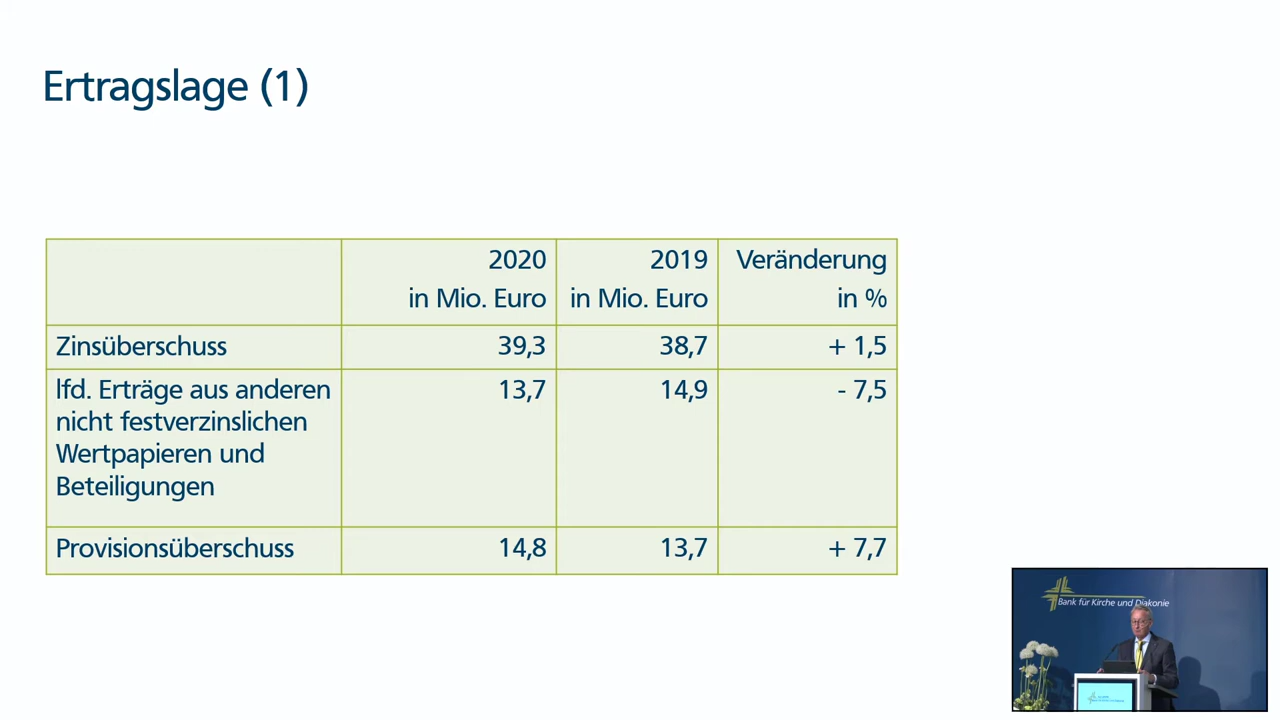 Ertragslage (1)
2020 2019 Veränderung
in Mio. Euro in Mio. Euro in %
Zinsüberschuss 39,3 38,7 + 1,5
lfd. Erträge aus anderen 13,7 14,9 - 7,5
nicht festverzinslichen
Wertpapieren und
Beteiligungen
Provisionsüberschuss 14,8 13,7 + 7,7
Bank für Kirche und Diakonie